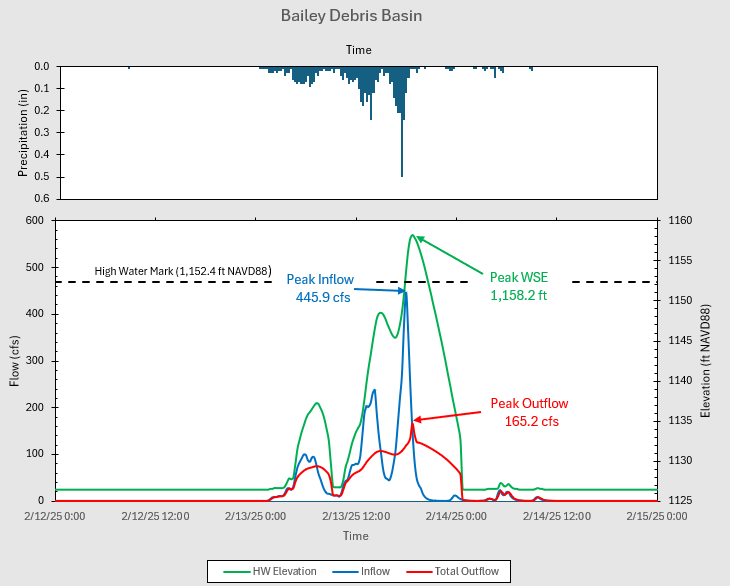 Bailey Debris Basin
Time
0.0
0.1
0.2
0.3
0.4
0.5
0.6
Precipitation (in)
600
500
400
300
200
100
0
Flow (cfs)
1160
1155
1150
1145
1140
1135
1130
1125
Elevation (ft NAVD88)
High Water Mark (1,152.4 ft NAVD88)
Peak Inflow
445.9 cfs
Peak WSE
1,158.2 ft
Peak Outflow
165.2 cfs
2/12/25 0:00 2/12/25 12:00 2/13/25 0:00 2/13/25 12:00 2/14/25 0:00 2/14/25 12:00 2/15/25 0:00
Time
HW Elevation Inflow Total Outflow